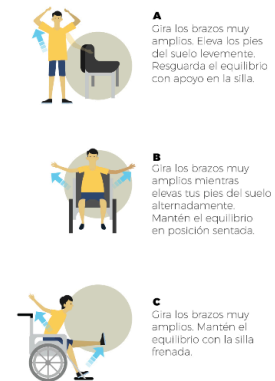 A
Gira los brazos muy
amplios. Eleva los pies
del suelo levemente.
Resguarda el equilibrio
con apoyo en la silla.
B
Gira los brazos muy
amplios mientras
elevas tus pies del suelo
alternadamente.
Mantén el equilibrio
en posición sentada.
C
Gira los brazos muy
amplios. Mantén el
equilibrio con la silla
frenada.